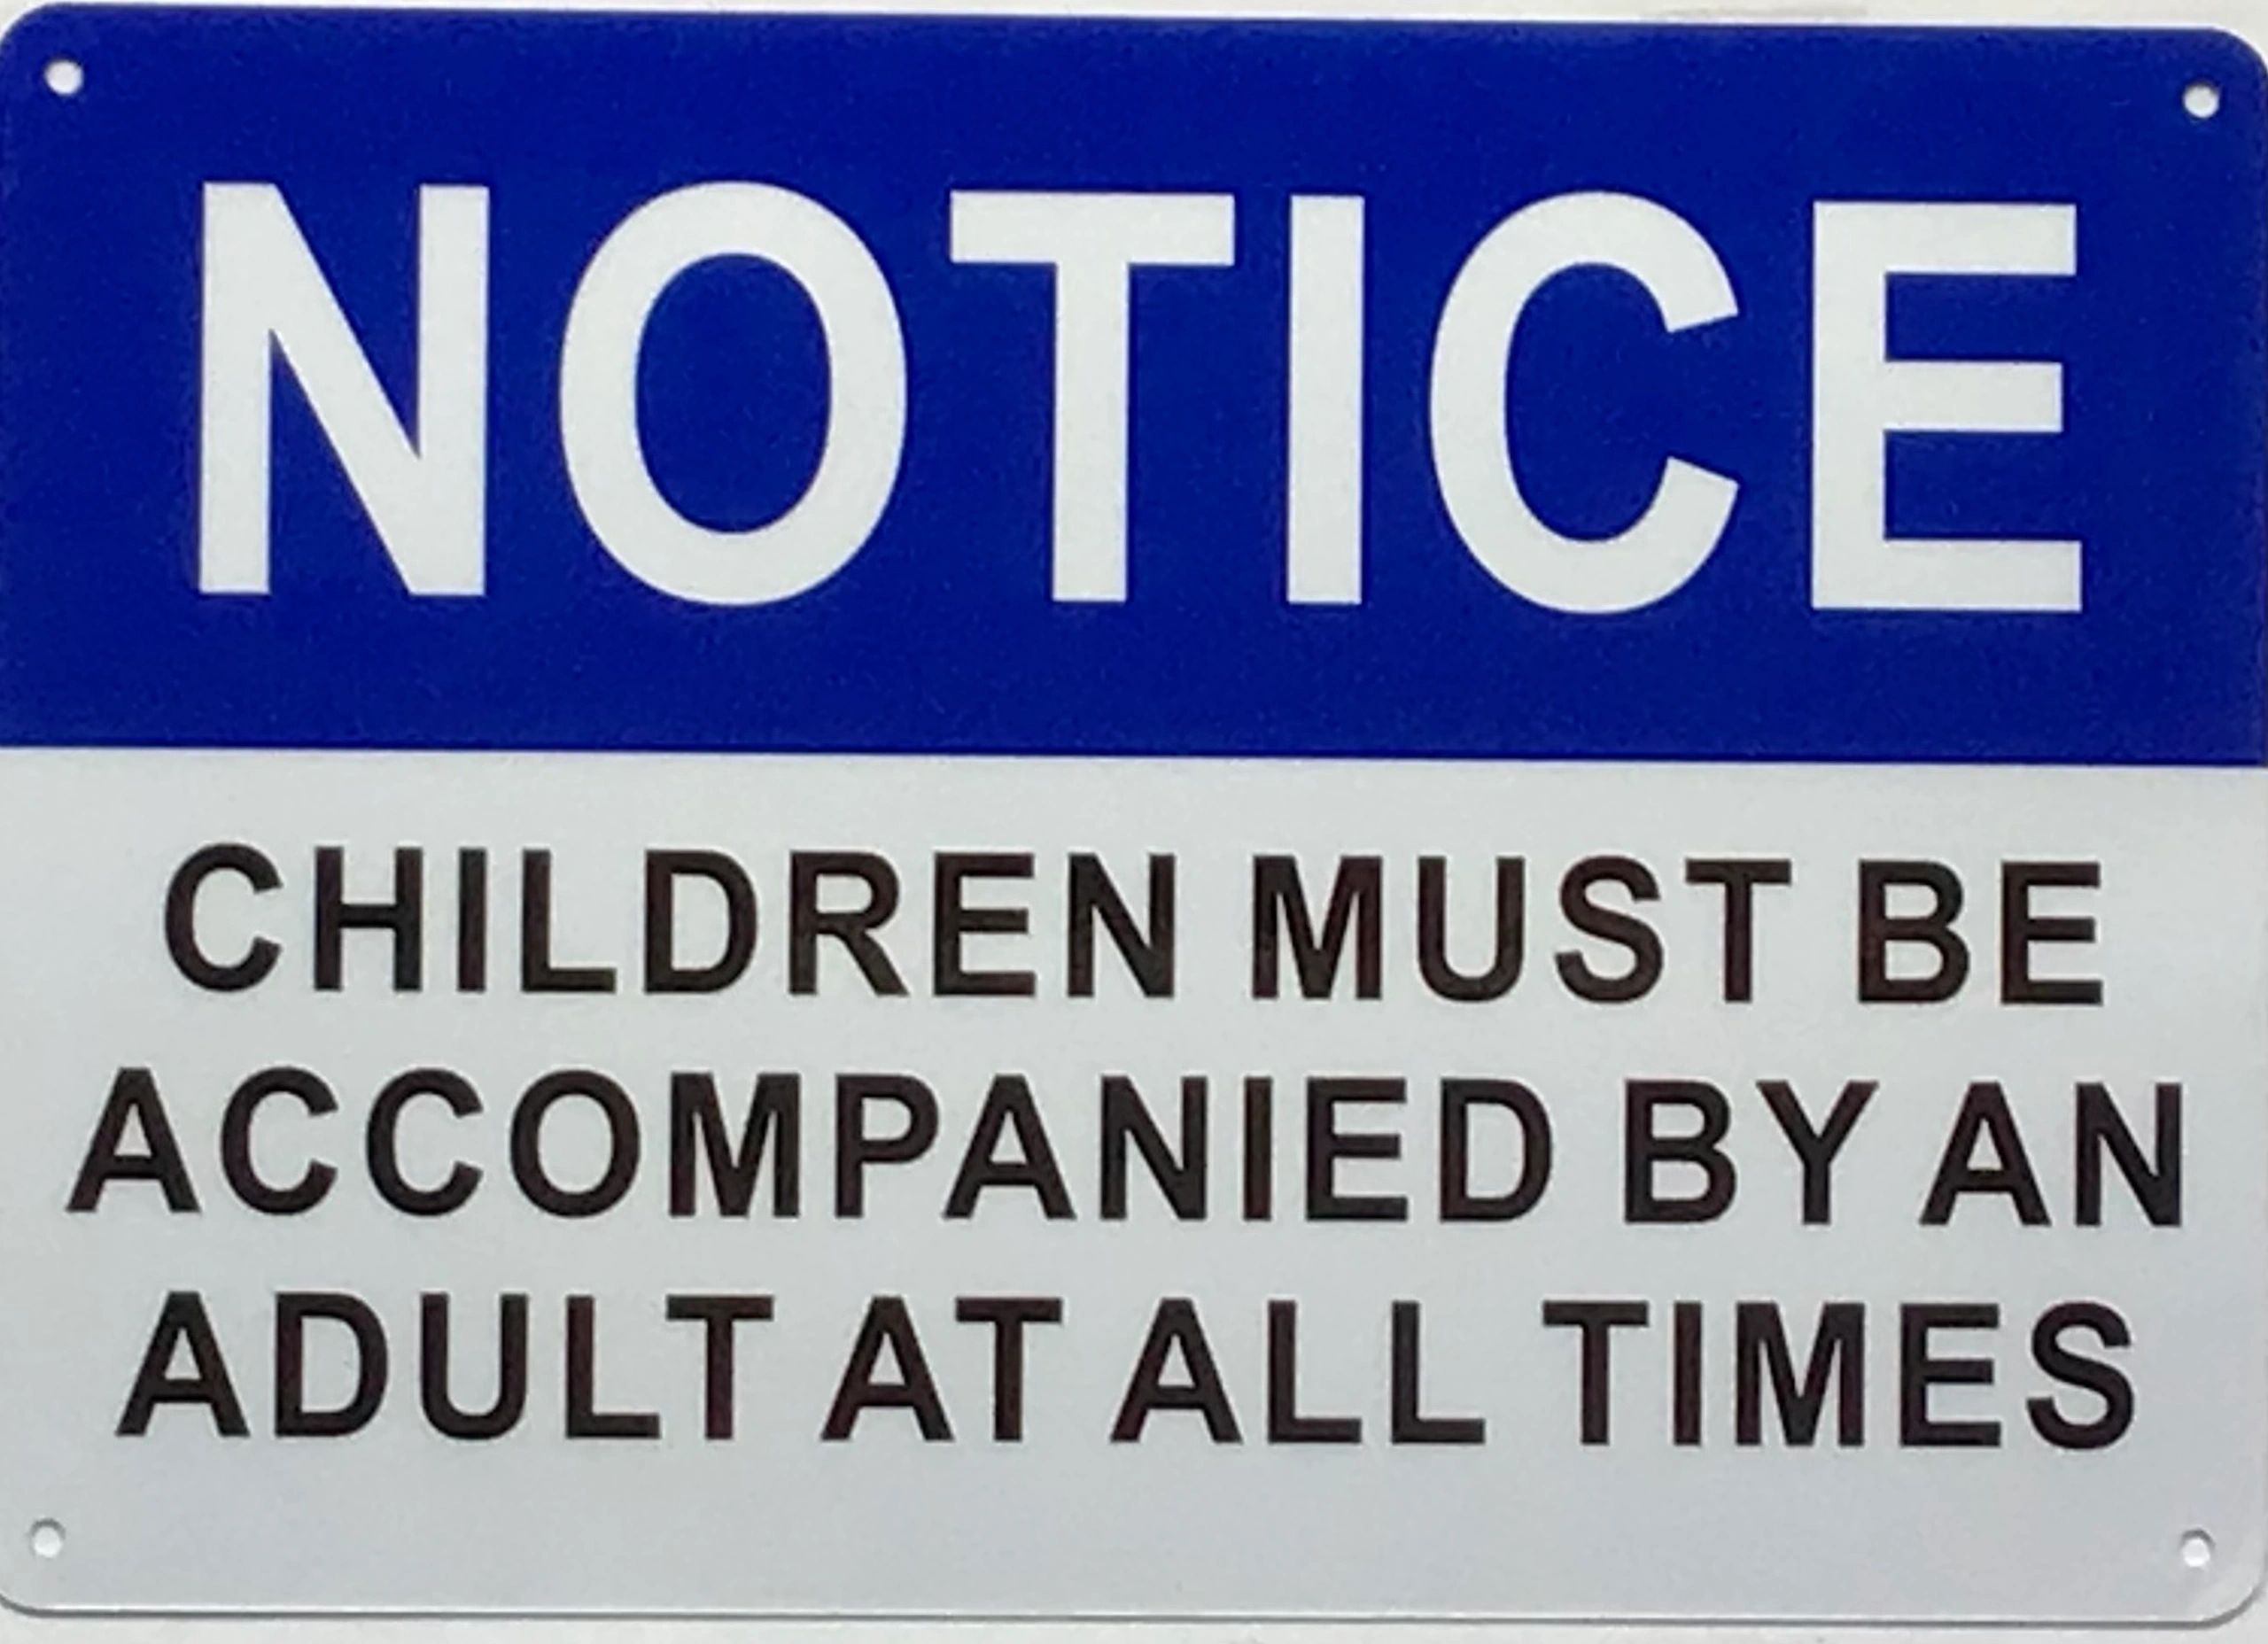 NOTICE
CHILDREN MUST BE
ACCOMPANIED BY AN
ADULT AT ALL TIMES